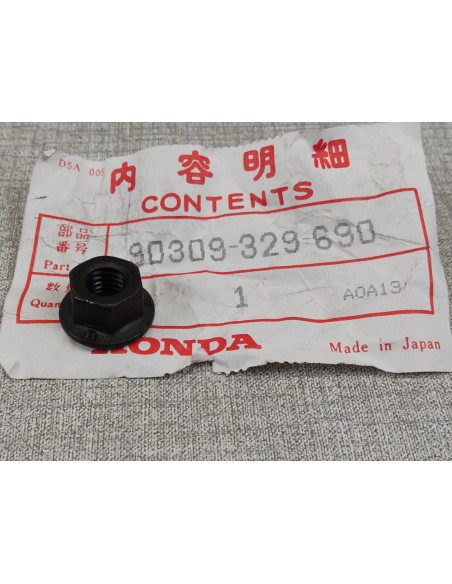 D5A 005
内容明細
CONTENTS
部品
番号 90309-329-690
Part
数 1 A0A13
Quan
HONDA Made in Japan